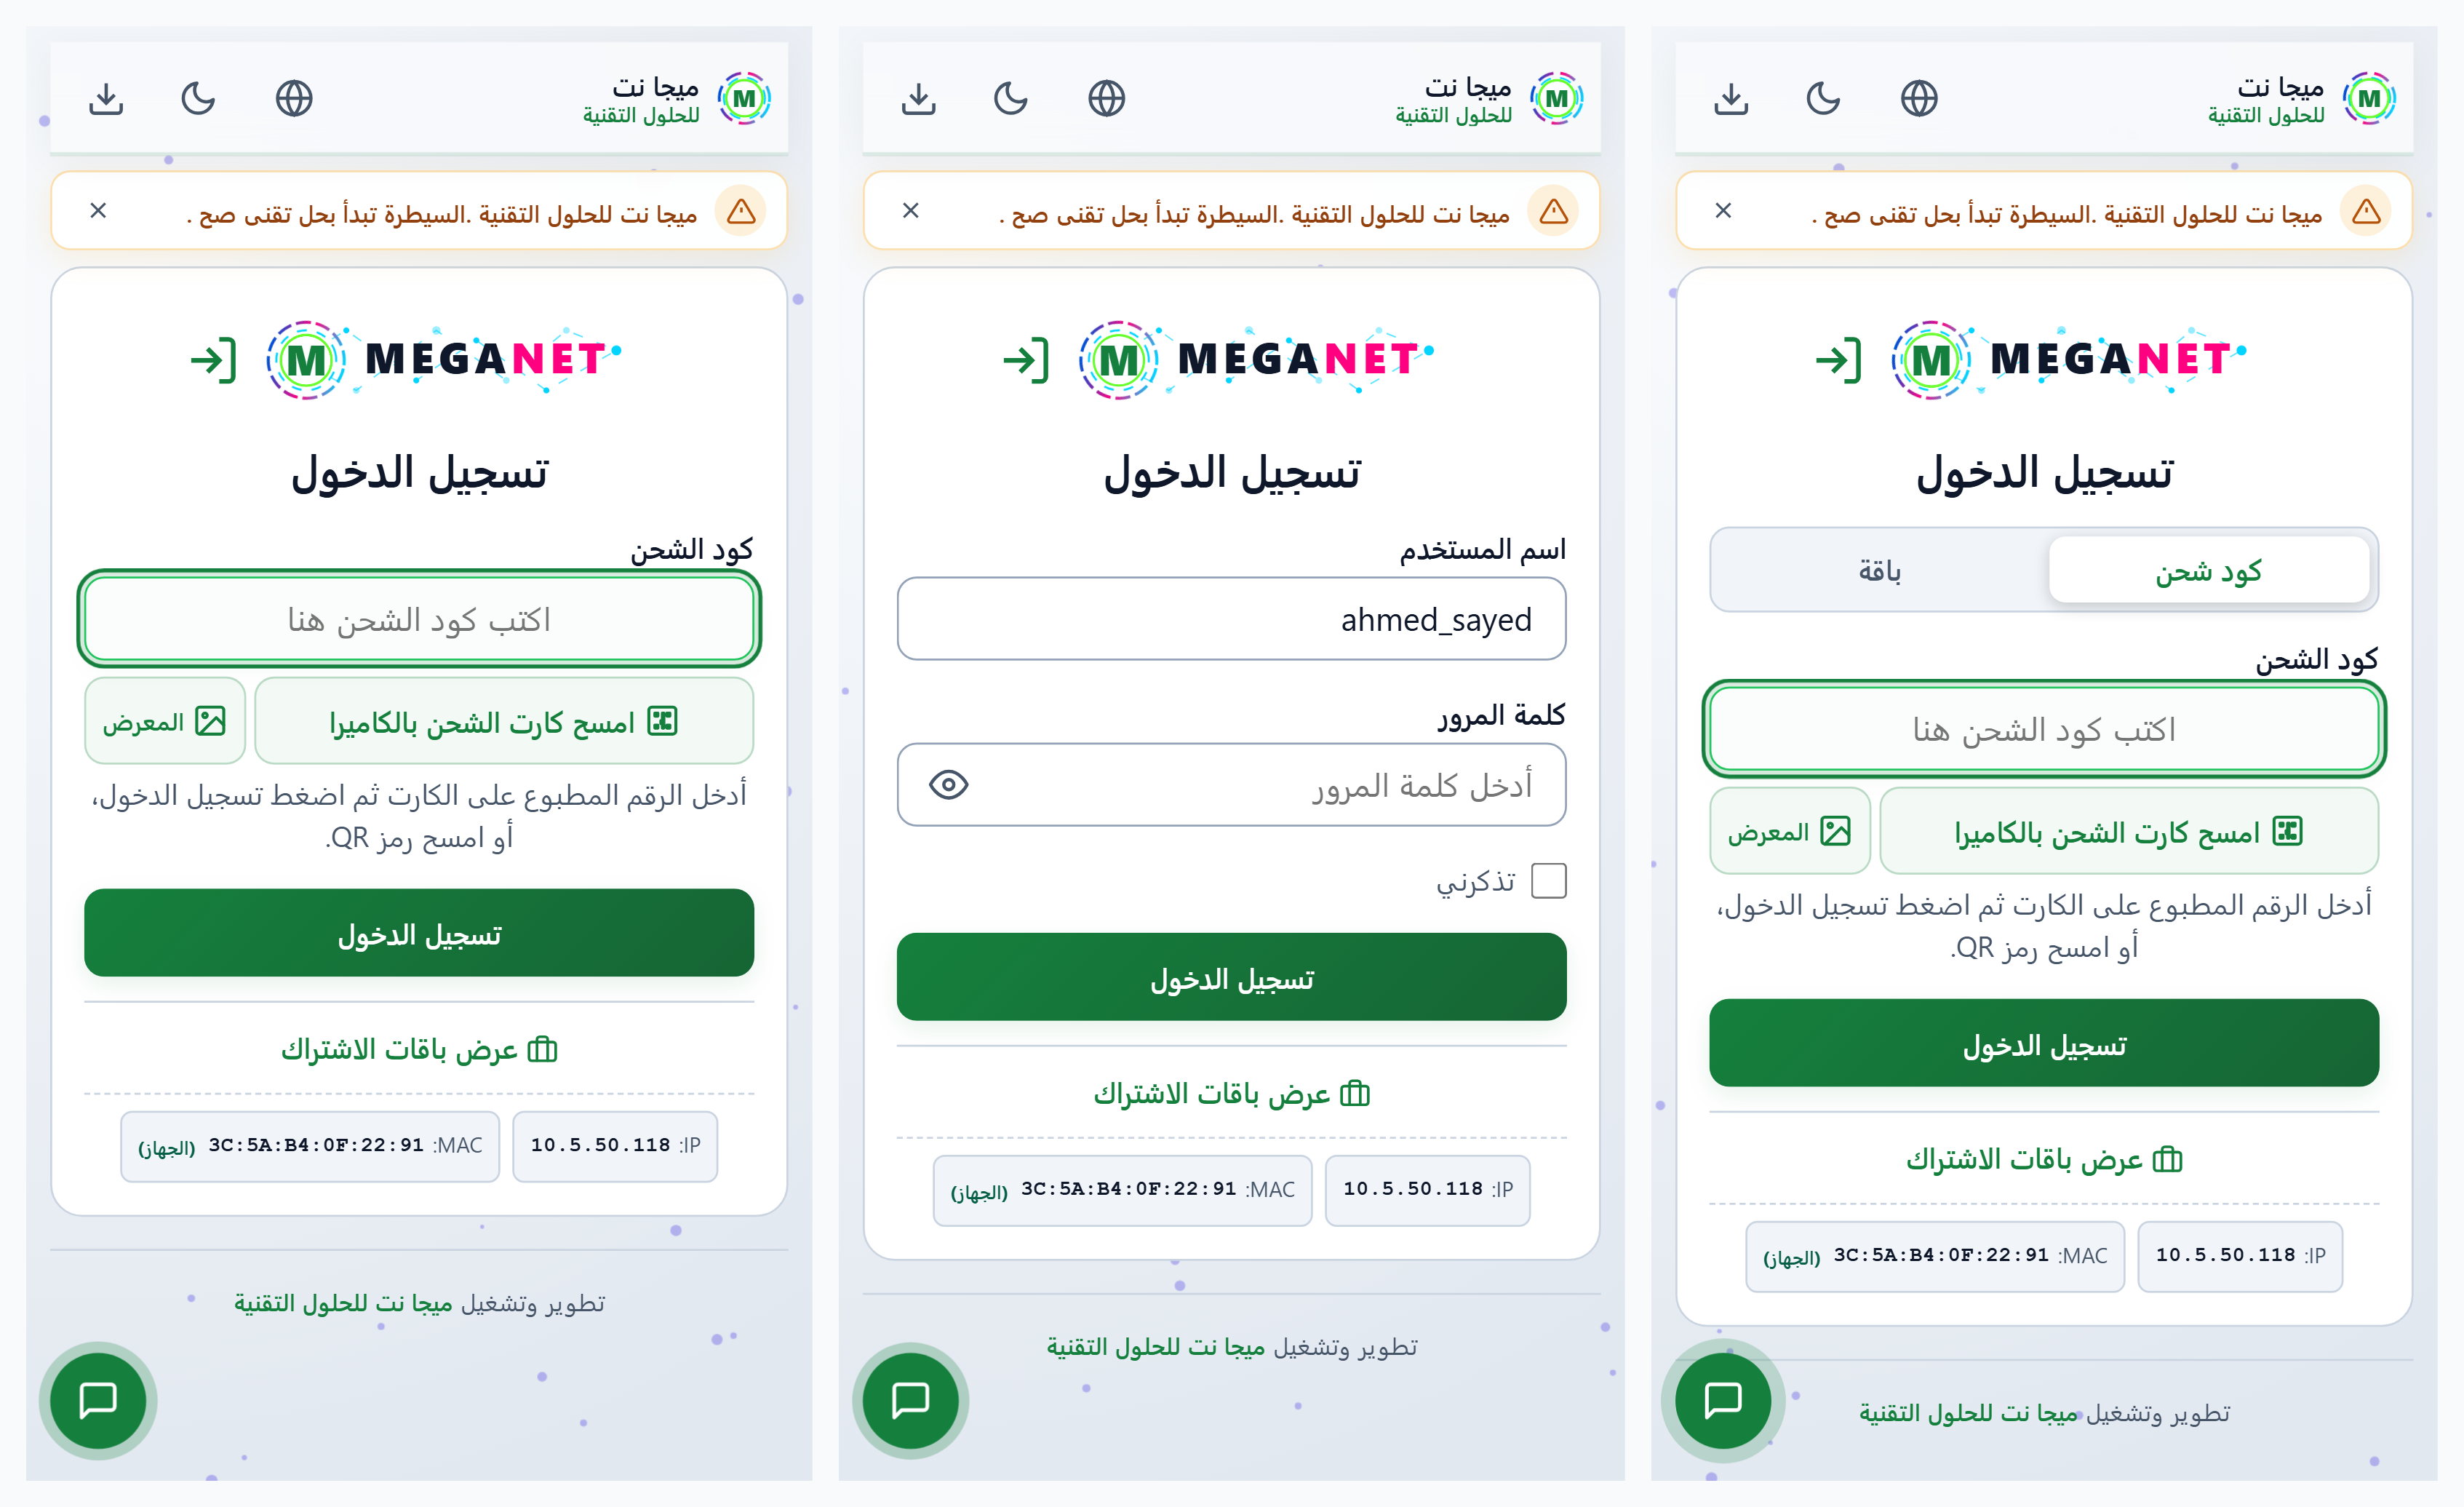 ميجا نت
للحلول التقنية
ميجا نت للحلول التقنية .السيطرة تبدأ بحل تقنى صح .
M MEGANET
تسجيل الدخول
كود الشحن
اكتب كود الشحن هنا
امسح كارت الشحن بالكاميرا
المعرض
أدخل الرقم المطبوع على الكارت ثم اضغط تسجيل الدخول،
أو امسح رمز QR.
تسجيل الدخول
عرض باقات الاشتراك
IP: 10.5.50.118
MAC: 3C:5A:B4:0F:22:91 (الجهاز)
تطوير وتشغيل ميجا نت للحلول التقنية
ميجا نت
للحلول التقنية
ميجا نت للحلول التقنية .السيطرة تبدأ بحل تقنى صح .
M MEGANET
تسجيل الدخول
اسم المستخدم
ahmed_sayed
كلمة المرور
أدخل كلمة المرور
تذكرني
تسجيل الدخول
عرض باقات الاشتراك
IP: 10.5.50.118
MAC: 3C:5A:B4:0F:22:91 (الجهاز)
تطوير وتشغيل ميجا نت للحلول التقنية
ميجا نت
للحلول التقنية
ميجا نت للحلول التقنية .السيطرة تبدأ بحل تقنى صح .
M MEGANET
تسجيل الدخول
كود شحن
باقة
كود الشحن
اكتب كود الشحن هنا
امسح كارت الشحن بالكاميرا
المعرض
أدخل الرقم المطبوع على الكارت ثم اضغط تسجيل الدخول،
أو امسح رمز QR.
تسجيل الدخول
عرض باقات الاشتراك
IP: 10.5.50.118
MAC: 3C:5A:B4:0F:22:91 (الجهاز)
تطوير وتشغيل ميجا نت للحلول التقنية